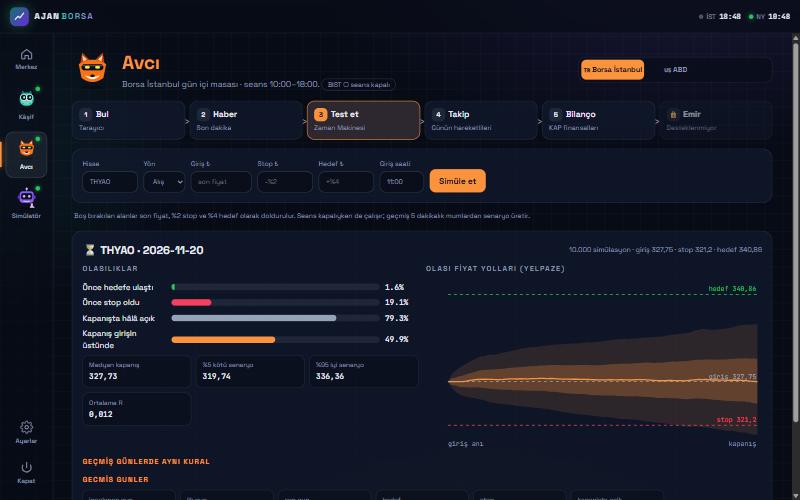 AJANBORSA
İST 18:48 NY 10:48
Merkez
Kâşif
Avcı
Simülatör
Ayarlar
Kapat
Avcı
Borsa İstanbul gün içi masası · seans 10:00–18:00. BIST seans kapalı
TR Borsa İstanbul
US ABD
1 Bul
Tarayıcı
2 Haber
Son dakika
3 Test et
Zaman Makinesi
4 Takip
Günün hareketlileri
5 Bilanço
KAP finansalları
Emir
Desteklenmiyor
Hisse Yön Giriş ₺ Stop ₺ Hedef ₺ Giriş saati
THYAO Alış son fiyat -%2 +%4 11:00 Simüle et
Boş bırakılan alanlar son fiyat, %2 stop ve %4 hedef olarak doldurulur. Seans kapalıyken de çalışır; geçmiş 5 dakikalık mumlardan senaryo üretir.
THYAO · 2026-11-20
10.000 simülasyon · giriş 327,75 · stop 321,2 · hedef 340,86
OLASILIKLAR
Önce hedefe ulaştı 1.6%
Önce stop oldu 19.1%
Kapanışta hâlâ açık 79.3%
Kapanış girişin üstünde 49.9%
Medyan kapanış
327,73
%5 kötü senaryo
319,74
%95 iyi senaryo
336,36
Ortalama R
0,012
OLASI FİYAT YOLLARI (YELPAZE)
hedef 340,86
giriş 327,75
stop 321,2
giriş anı kapanış
GEÇMİŞ GÜNLERDE AYNI KURAL
GECMIS GUNLER